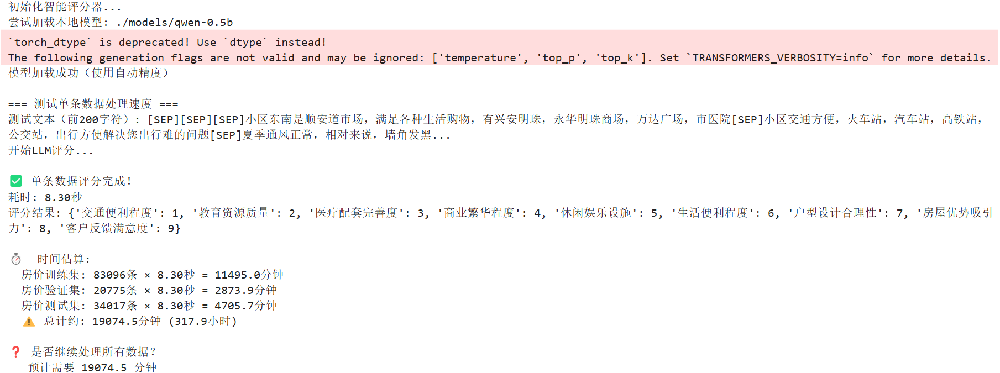 初始化智能评分器...
尝试加载本地模型: ./models/qwen-0.5b
`torch_dtype` is deprecated! Use `dtype` instead!
The following generation flags are not valid and may be ignored: ['temperature', 'top_p', 'top_k']. Set `TRANSFORMERS_VERBOSITY=info` for more details.
模型加载成功（使用自动精度）
=== 测试单条数据处理速度 ===
测试文本（前200字符）: [SEP][SEP][SEP]小区东南是顺安道市场，满足各种生活购物，有兴安明珠，永华明珠商场，万达广场，市医院[SEP]小区交通方便，火车站，汽车站，高铁站，
公交站，出行方便解决您出行难的问题[SEP]夏季通风正常，相对来说，墙角发黑...
开始LLM评分...
✅ 单条数据评分完成!
耗时: 8.30秒
评分结果: {'交通便利程度': 1, '教育资源质量': 2, '医疗配套完善度': 3, '商业繁华程度': 4, '休闲娱乐设施': 5, '生活便利程度': 6, '户型设计合理性': 7, '房屋优势吸引
力': 8, '客户反馈满意度': 9}
⏱️ 时间估算:
房价训练集: 83096条 × 8.30秒 = 11495.0分钟
房价验证集: 20775条 × 8.30秒 = 2873.9分钟
房价测试集: 34017条 × 8.30秒 = 4705.7分钟
⚠️ 总计约: 19074.5分钟 (317.9小时)
❓ 是否继续处理所有数据?
预计需要 19074.5 分钟